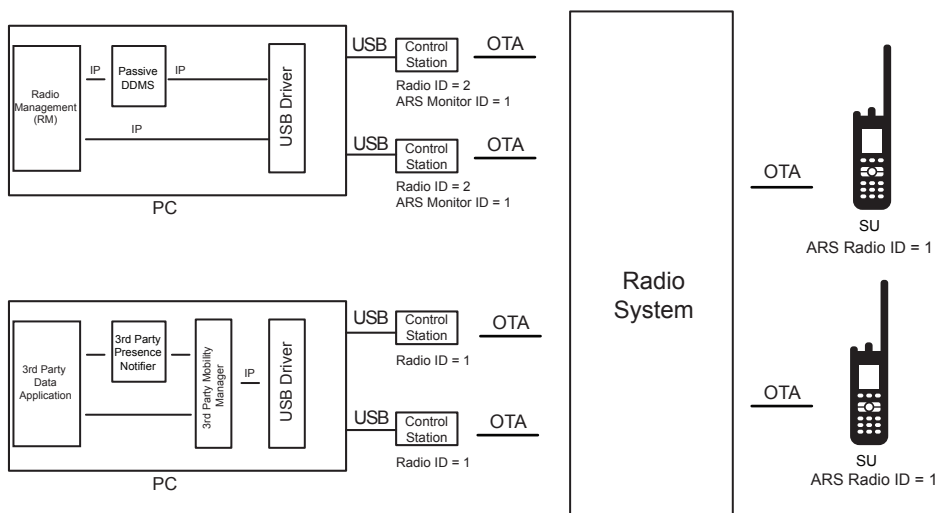 USB
Control
Station
OTA
Radio ID = 2
ARS Monitor ID = 1
Radio
Management
(RM)
IP
Passive
DDMS
IP
IP
USB Driver
USB
Control
Station
OTA
Radio ID = 2
ARS Monitor ID = 1
PC
3rd Party
Data
Application
3rd Party
Presence
Notifier
3rd Party Mobility
Manager
IP
USB Driver
USB
Control
Station
OTA
Radio ID = 1
USB
Control
Station
OTA
Radio ID = 1
PC
Radio
System
OTA
SU
ARS Radio ID = 1
OTA
SU
ARS Radio ID = 1